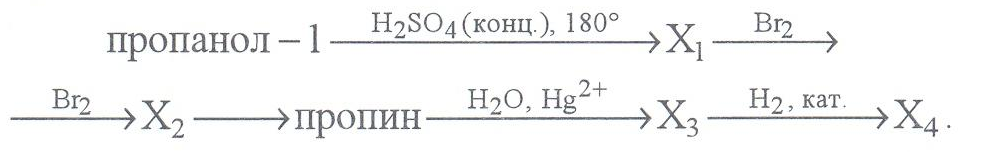 пропанол – 1 —H₂SO₄(конц.), 180°→ X₁ —Br₂→
—Br₂→ X₂ ⟶ пропин —H₂O, Hg²⁺→ X₃ —H₂, кат.→ X₄.